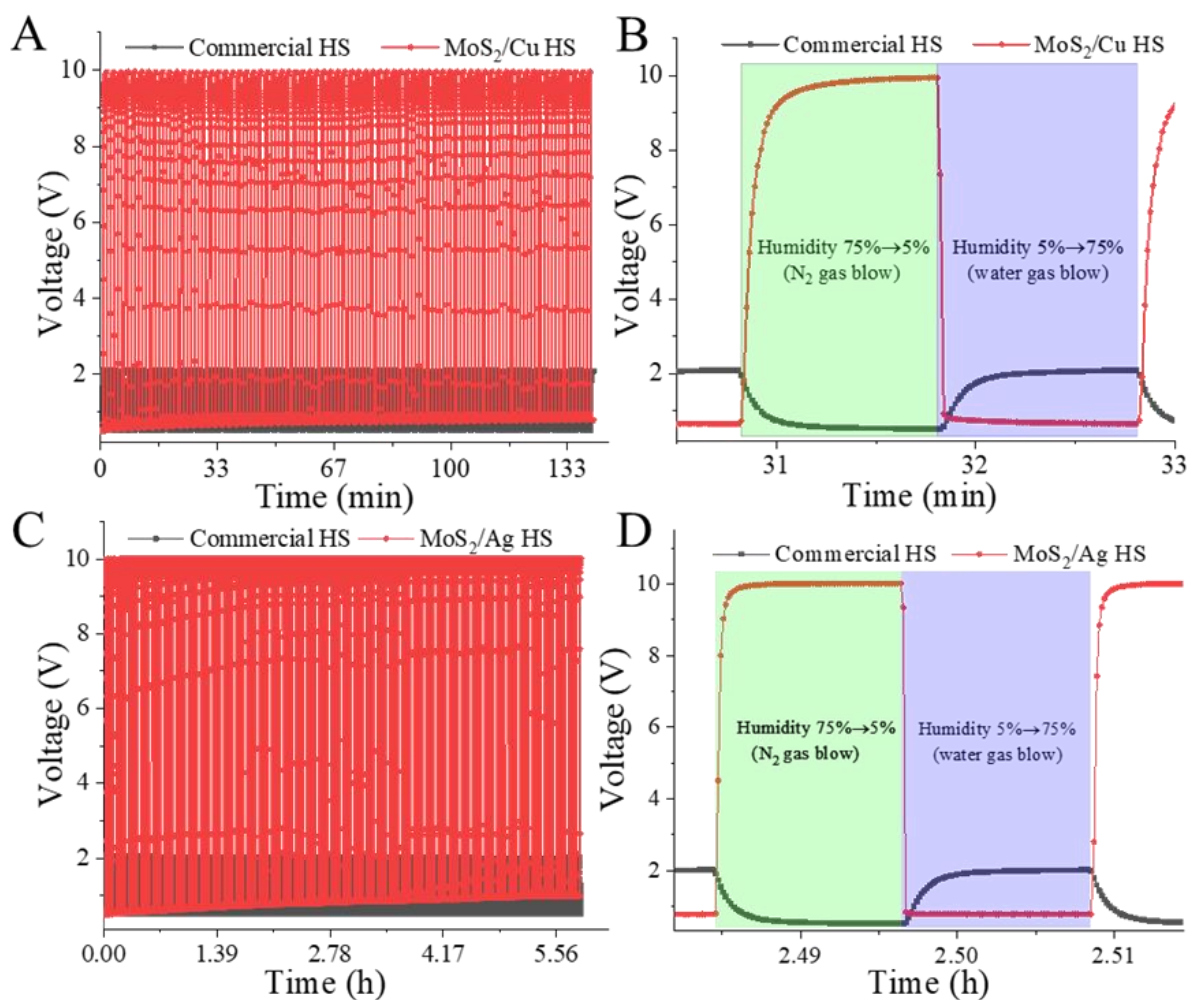 A
Commercial HS
MoS2/Cu HS
10
8
6
4
2
Voltage (V)
0
33
67
100
133
Time (min)
B
Commercial HS
MoS2/Cu HS
10
8
6
4
2
Voltage (V)
Humidity 75%→5%
(N2 gas blow)
Humidity 5%→75%
(water gas blow)
31
32
33
Time (min)
C
Commercial HS
MoS2/Ag HS
10
8
6
4
2
Voltage (V)
0.00
1.39
2.78
4.17
5.56
Time (h)
D
Commercial HS
MoS2/Ag HS
10
8
6
4
2
Voltage (V)
Humidity 75%→5%
(N2 gas blow)
Humidity 5%→75%
(water gas blow)
2.49
2.50
2.51
Time (h)